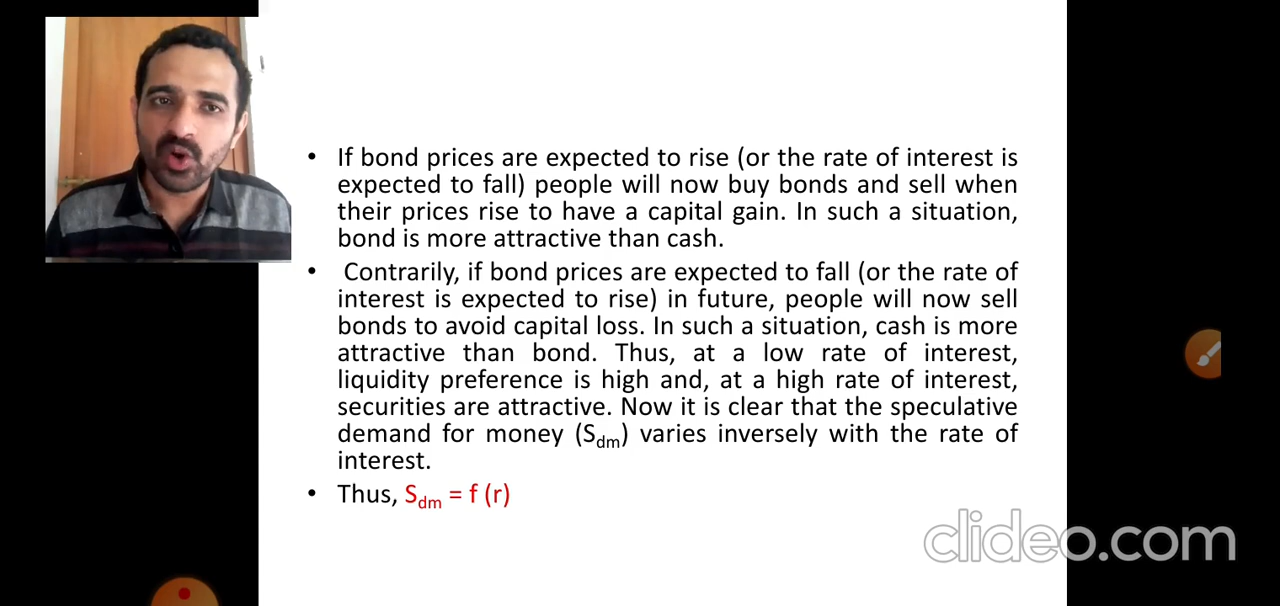 • If bond prices are expected to rise (or the rate of interest is
expected to fall) people will now buy bonds and sell when
their prices rise to have a capital gain. In such a situation,
bond is more attractive than cash.
• Contrarily, if bond prices are expected to fall (or the rate of
interest is expected to rise) in future, people will now sell
bonds to avoid capital loss. In such a situation, cash is more
attractive than bond. Thus, at a low rate of interest,
liquidity preference is high and, at a high rate of interest,
securities are attractive. Now it is clear that the speculative
demand for money (Sdm) varies inversely with the rate of
interest.
• Thus, Sdm = f (r)
clideo.com